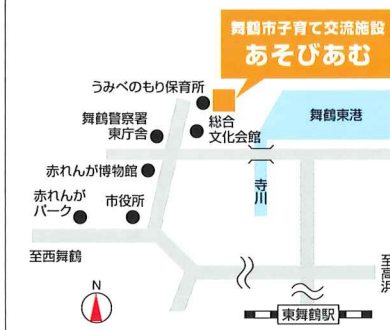 舞鶴市子育て交流施設
あそびあむ
うみべのもり保育所
舞鶴警察署
東庁舎
総合
文化会館
舞鶴東港
赤れんが博物館
赤れんが
パーク
市役所
寺川
至西舞鶴
至高浜
N
東舞鶴駅